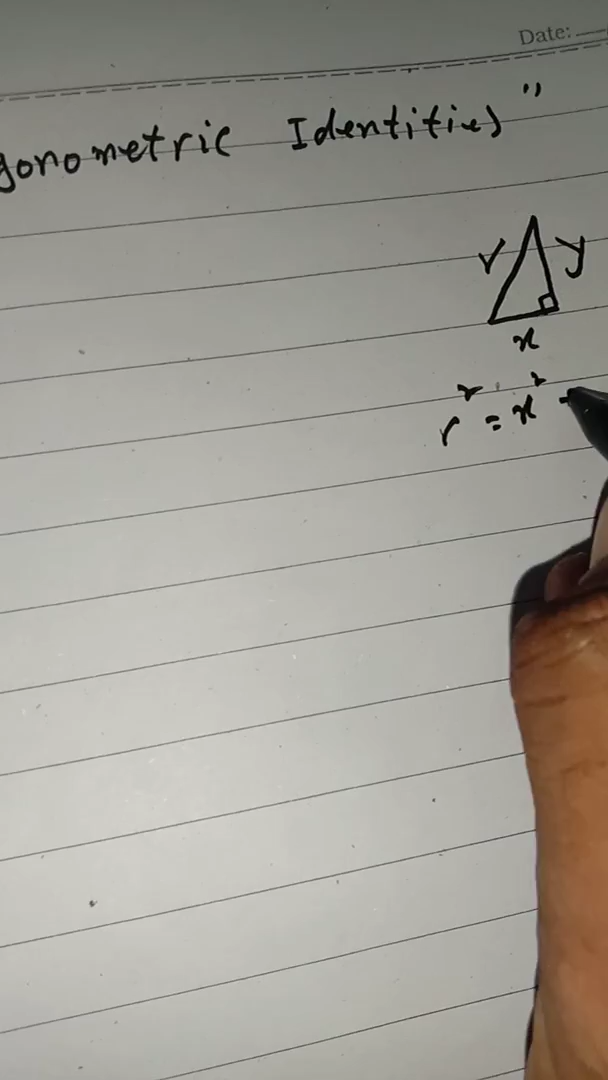 Date:
gonometric Identities"
r y
x
r² = x²